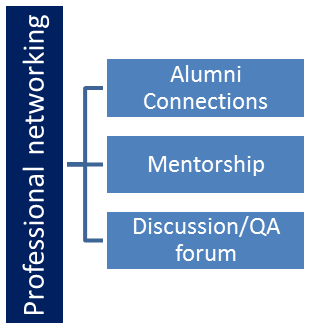 Professional networking
Alumni
Connections
Mentorship
Discussion/QA
forum